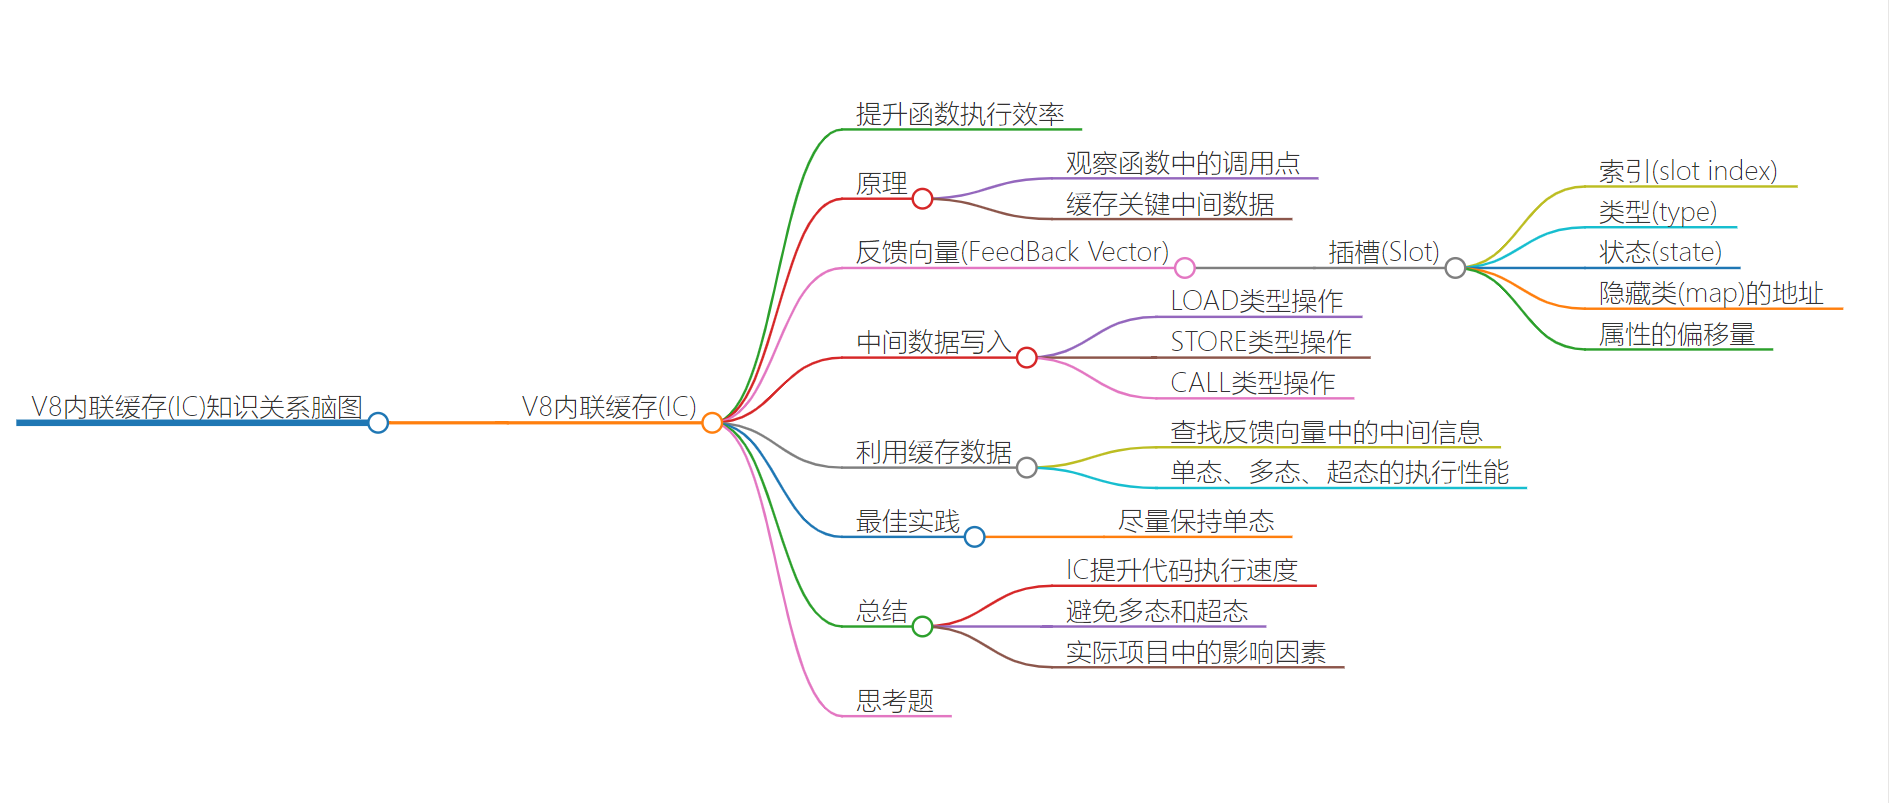 V8内联缓存(IC)知识关系脑图
V8内联缓存(IC)
提升函数执行效率
原理
观察函数中的调用点
缓存关键中间数据
反馈向量(FeedBack Vector)
插槽(Slot)
索引(slot index)
类型(type)
状态(state)
隐藏类(map)的地址
属性的偏移量
中间数据写入
LOAD类型操作
STORE类型操作
CALL类型操作
利用缓存数据
查找反馈向量中的中间信息
单态、多态、超态的执行性能
最佳实践
尽量保持单态
总结
IC提升代码执行速度
避免多态和超态
实际项目中的影响因素
思考题